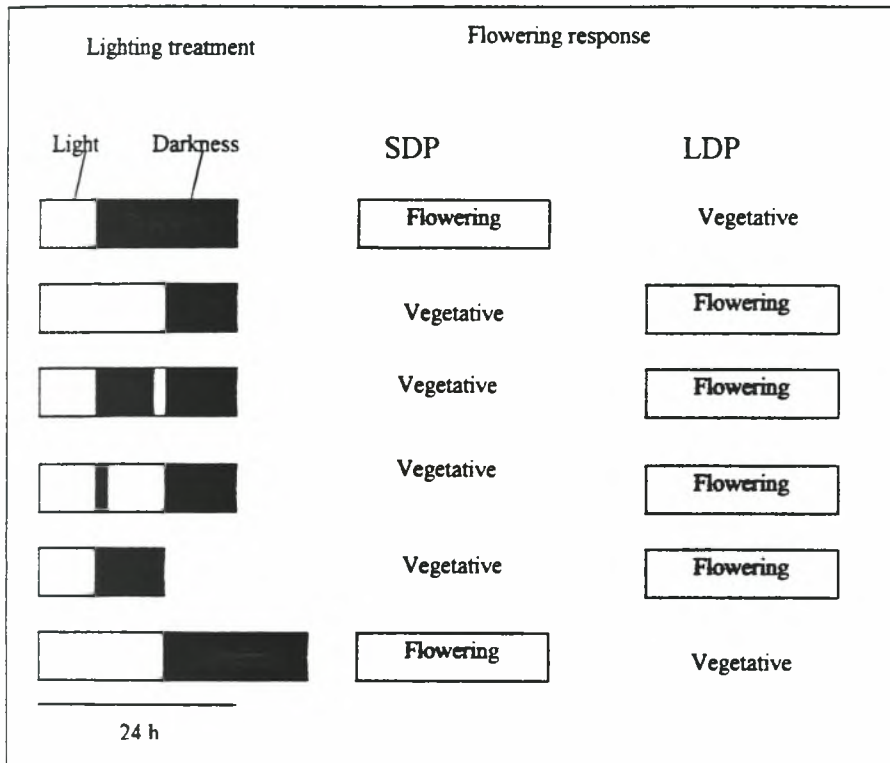 Lighting treatment Flowering response
Light Darkness SDP LDP
Flowering Vegetative
Vegetative Flowering
Vegetative Flowering
Vegetative Flowering
Vegetative Flowering
Flowering Vegetative
24 h